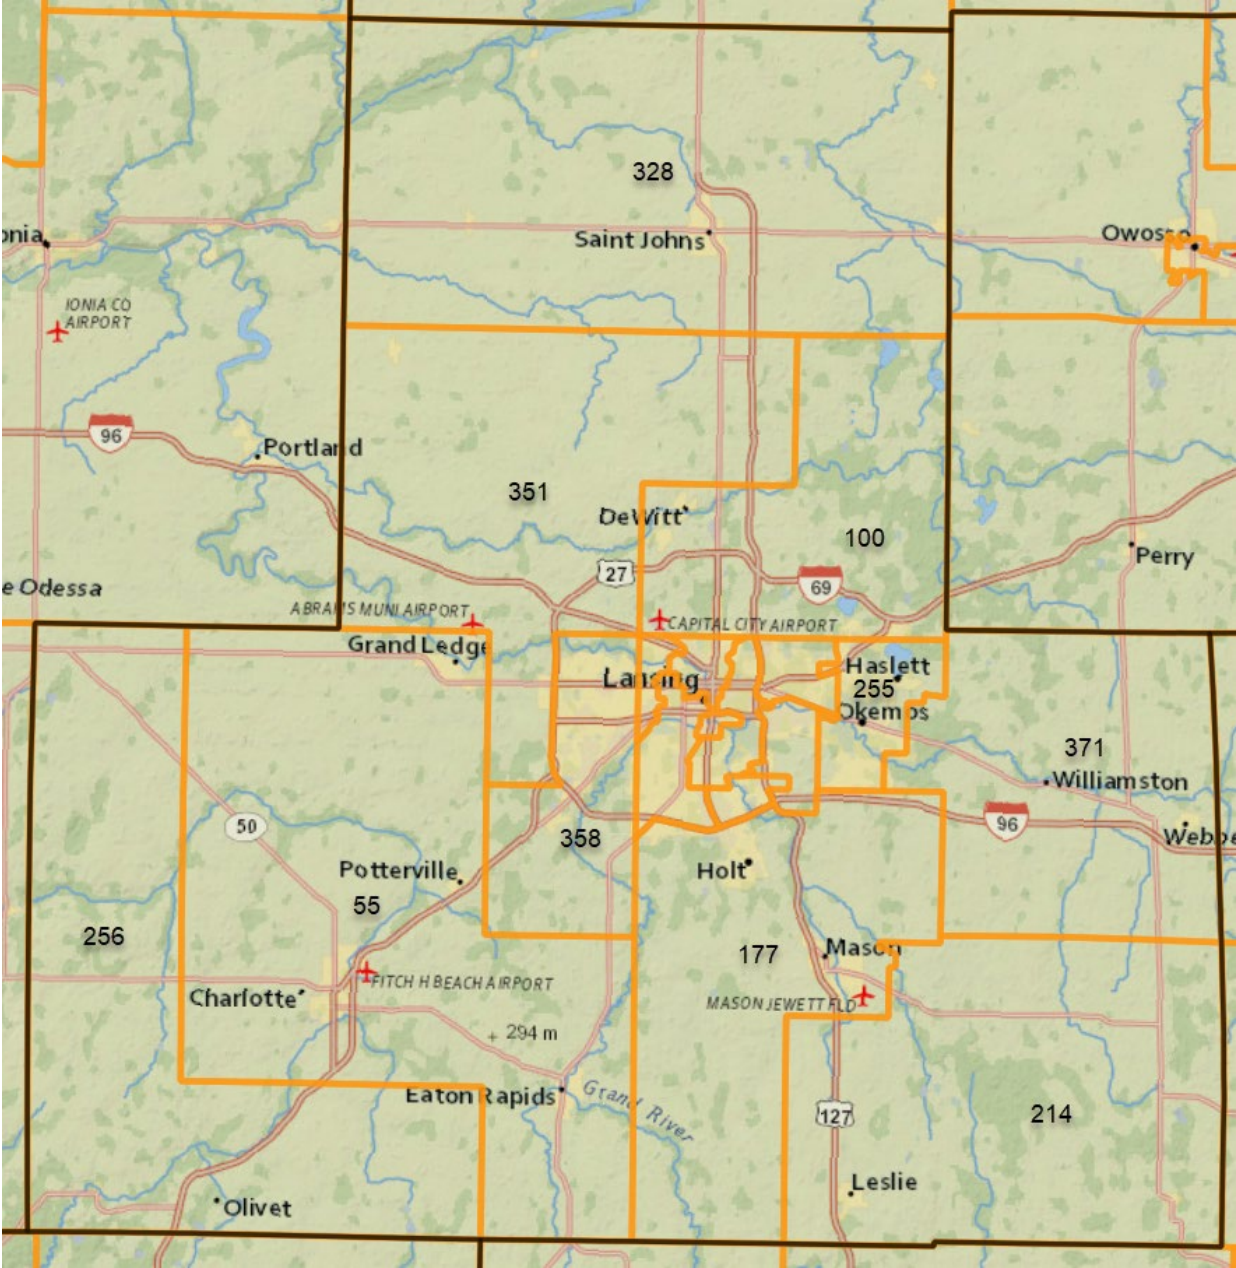 328
Saint Johns
onia
Owosso
IONIA CO
AIRPORT
96
Portland
351
DeWitt
100
Perry
27
69
e Odessa
ABRAMS MUNI AIRPORT
CAPITAL CITY AIRPORT
Grand Ledge
Haslett
Lansing
255
Okemos
371
Williamston
50
358
96
Webbe
Potterville
Holt
55
256
177
Mason
FITCH H BEACH AIRPORT
Charlotte
MASON JEWETT FLD
+ 294 m
Eaton Rapids
Grand River
127
214
Leslie
Olivet